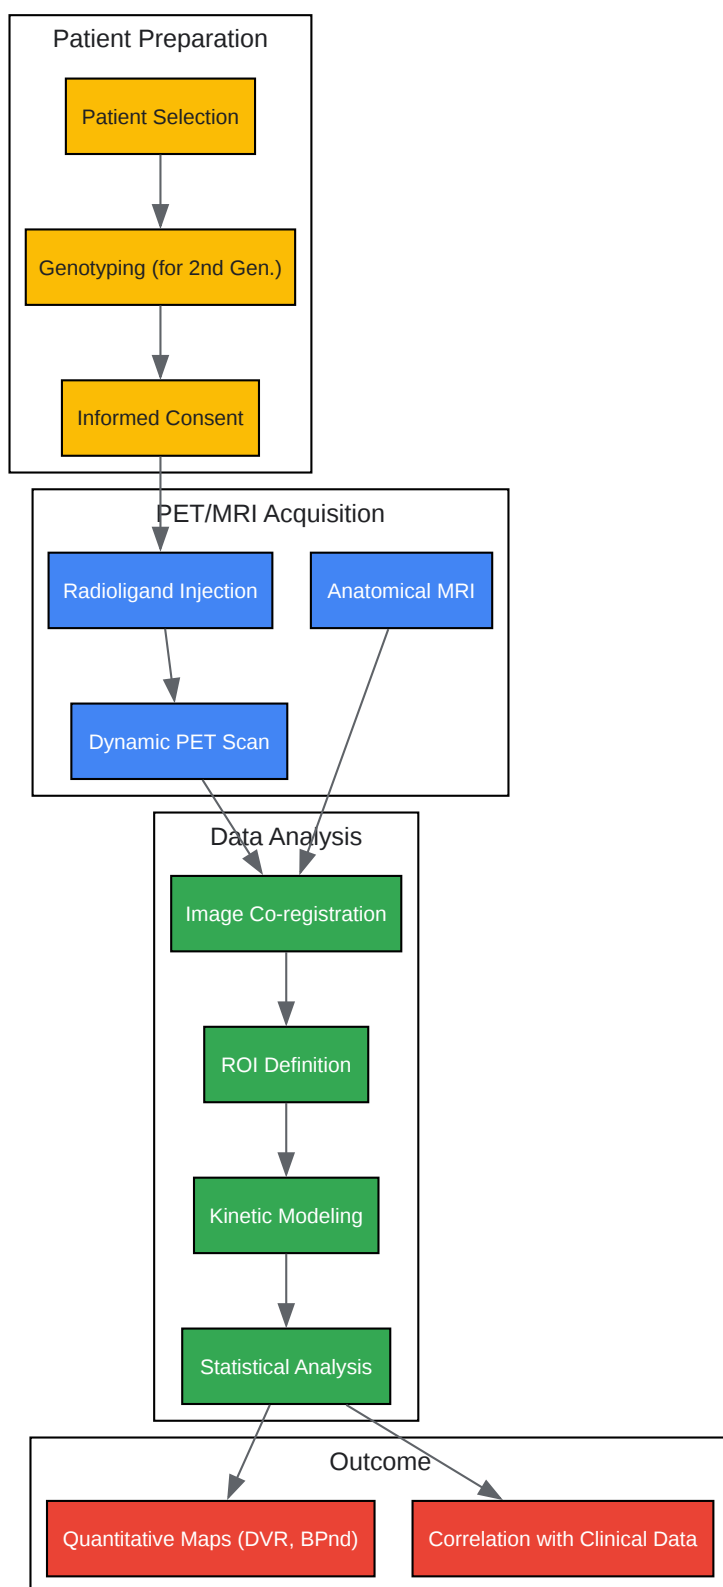 Patient Preparation
Patient Selection
Genotyping (for 2nd Gen.)
Informed Consent
PET/MRI Acquisition
Radioligand Injection
Anatomical MRI
Dynamic PET Scan
Data Analysis
Image Co-registration
ROI Definition
Kinetic Modeling
Statistical Analysis
Outcome
Quantitative Maps (DVR, BPnd)
Correlation with Clinical Data